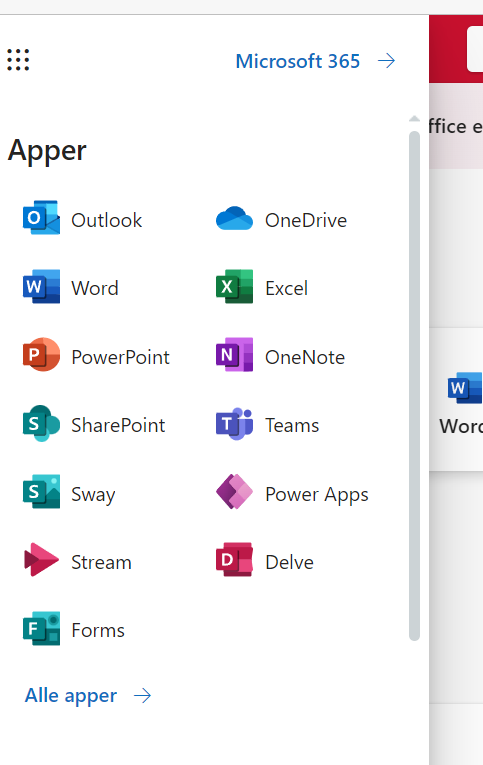 Microsoft 365
ffice e
Apper
Outlook
OneDrive
Word
Excel
PowerPoint
OneNote
SharePoint
Teams
Word
Sway
Power Apps
Stream
Delve
Forms
Alle apper